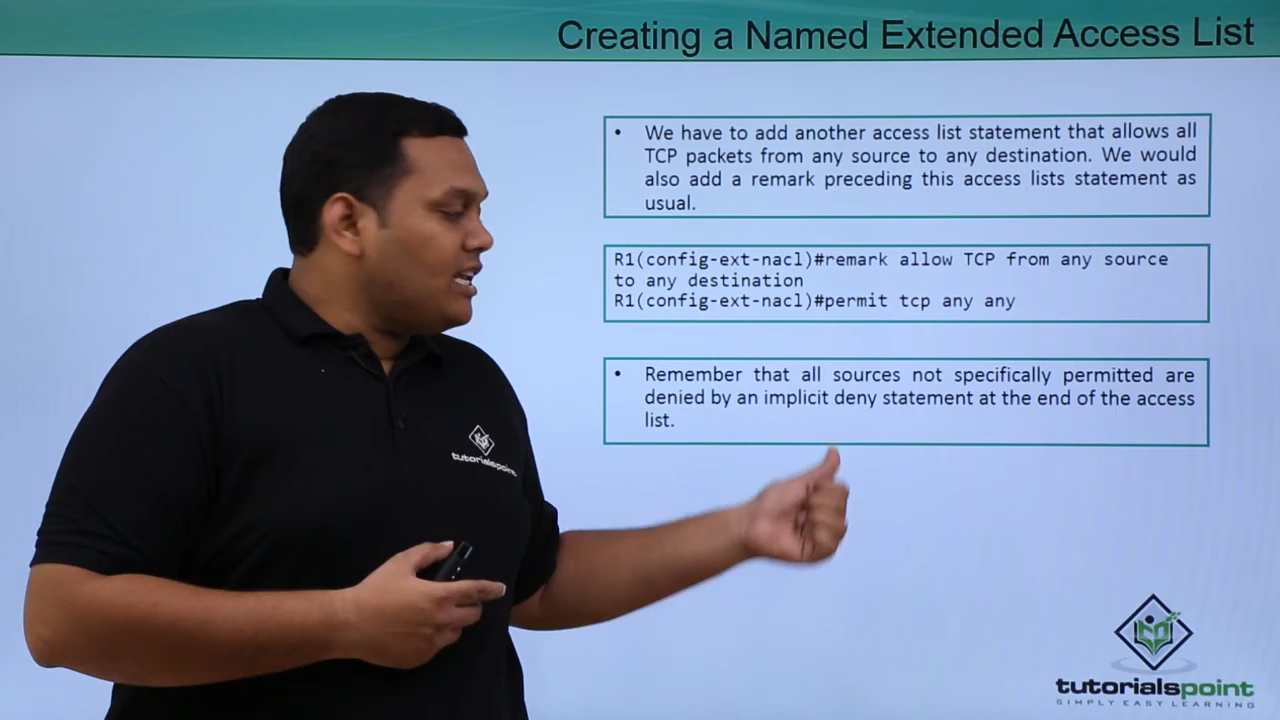 Creating a Named Extended Access List
• We have to add another access list statement that allows all
TCP packets from any source to any destination. We would
also add a remark preceding this access lists statement as
usual.
R1(config-ext-nacl)#remark allow TCP from any source
to any destination
R1(config-ext-nacl)#permit tcp any any
• Remember that all sources not specifically permitted are
denied by an implicit deny statement at the end of the access
list.
tutorialspoint
tutorialspoint
SIMPLY EASY LEARNING